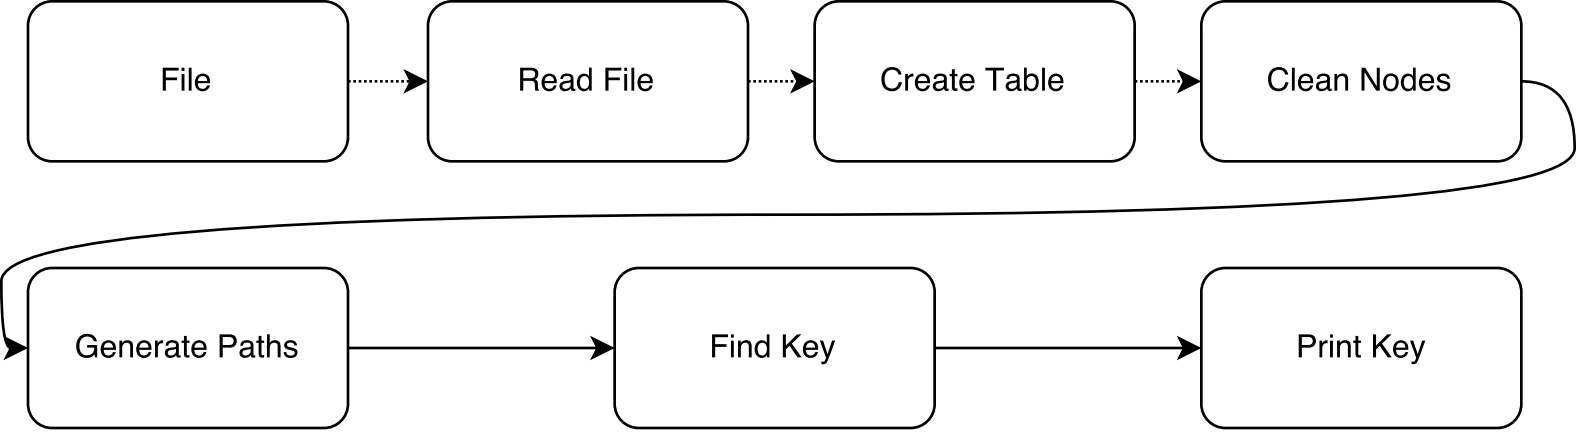 File
Read File
Create Table
Clean Nodes
Generate Paths
Find Key
Print Key